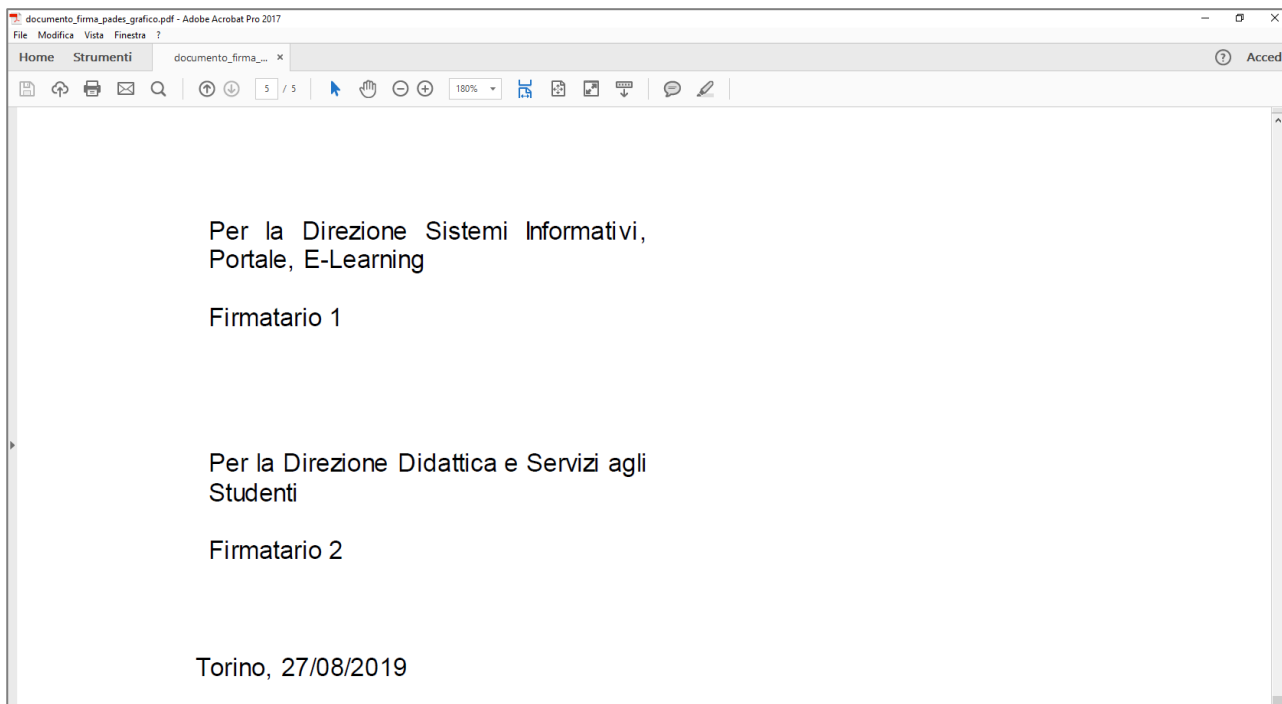 documento_firma_pades_grafico.pdf - Adobe Acrobat Pro 2017
File Modifica Vista Finestra ?
Home Strumenti documento_firma_... × ? Acced
5 / 5 180%
Per la Direzione Sistemi Informativi,
Portale, E-Learning
Firmatario 1
Per la Direzione Didattica e Servizi agli
Studenti
Firmatario 2
Torino, 27/08/2019